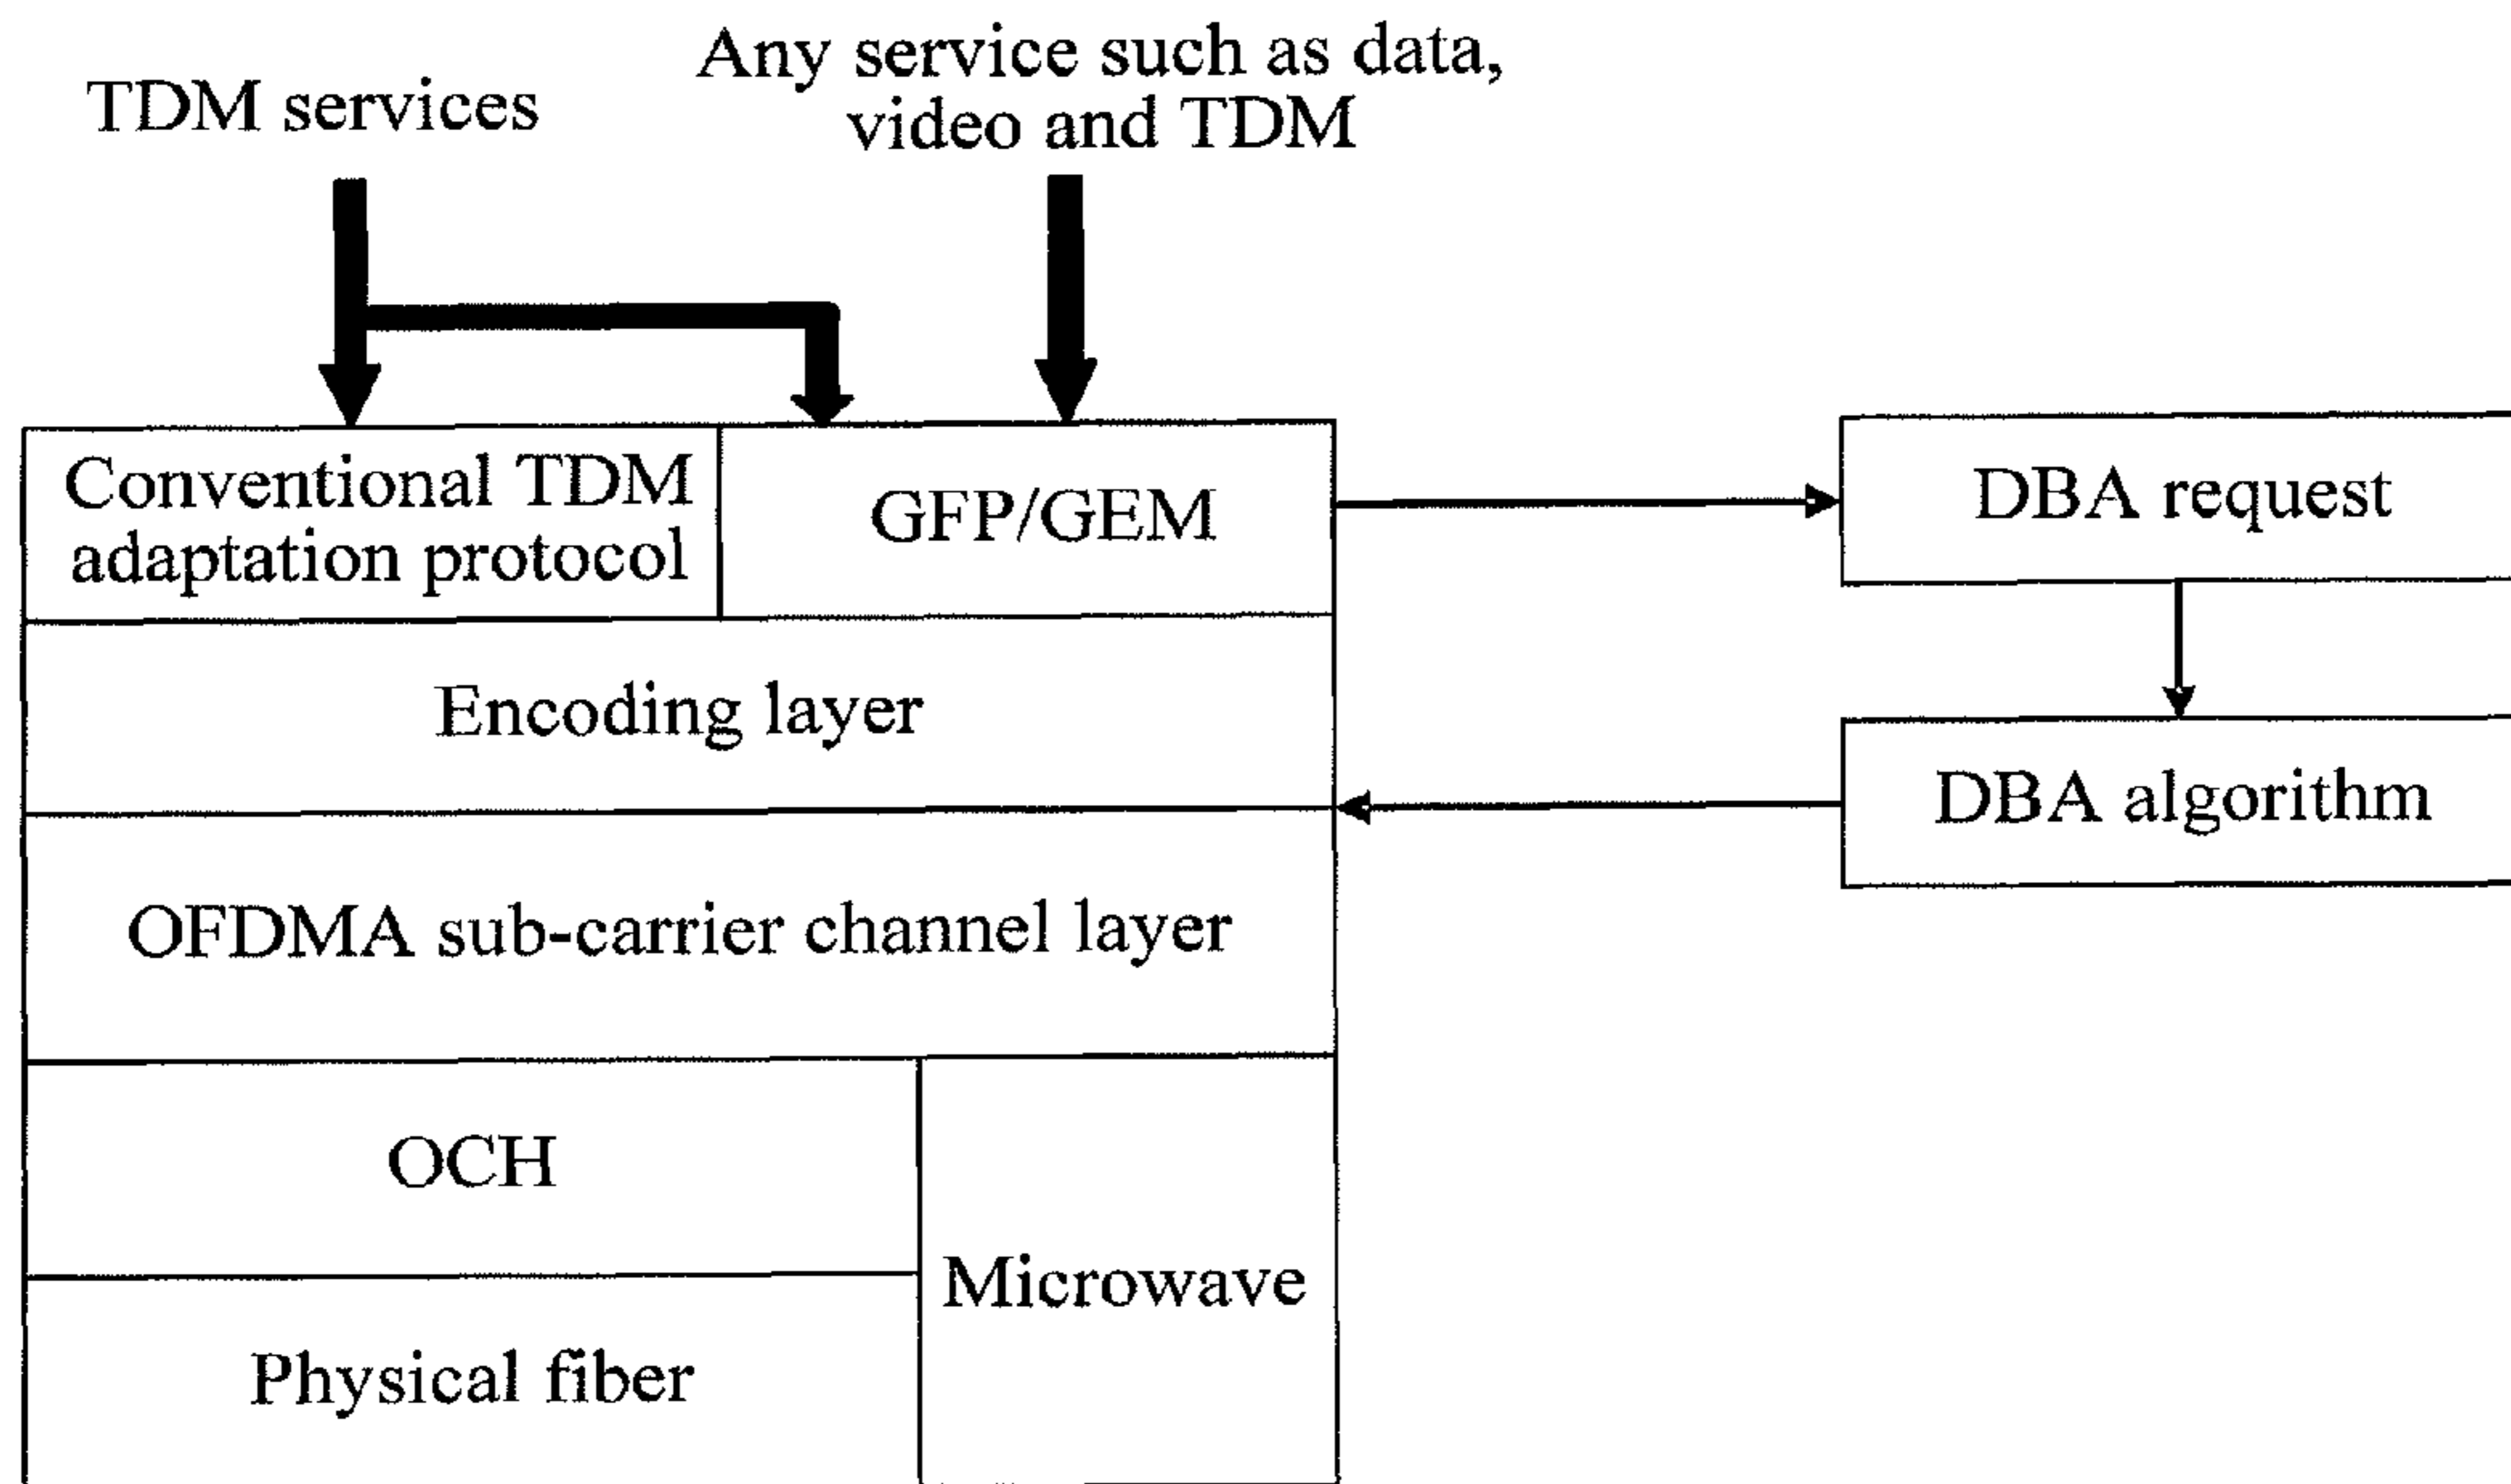 Any service such as data,
TDM services
video and TDM
Conventional TDM
adaptation protocol
GFP/GEM
DBA request
Encoding layer
DBA algorithm
OFDMA sub-carrier channel layer
OCH
Microwave
Physical fiber